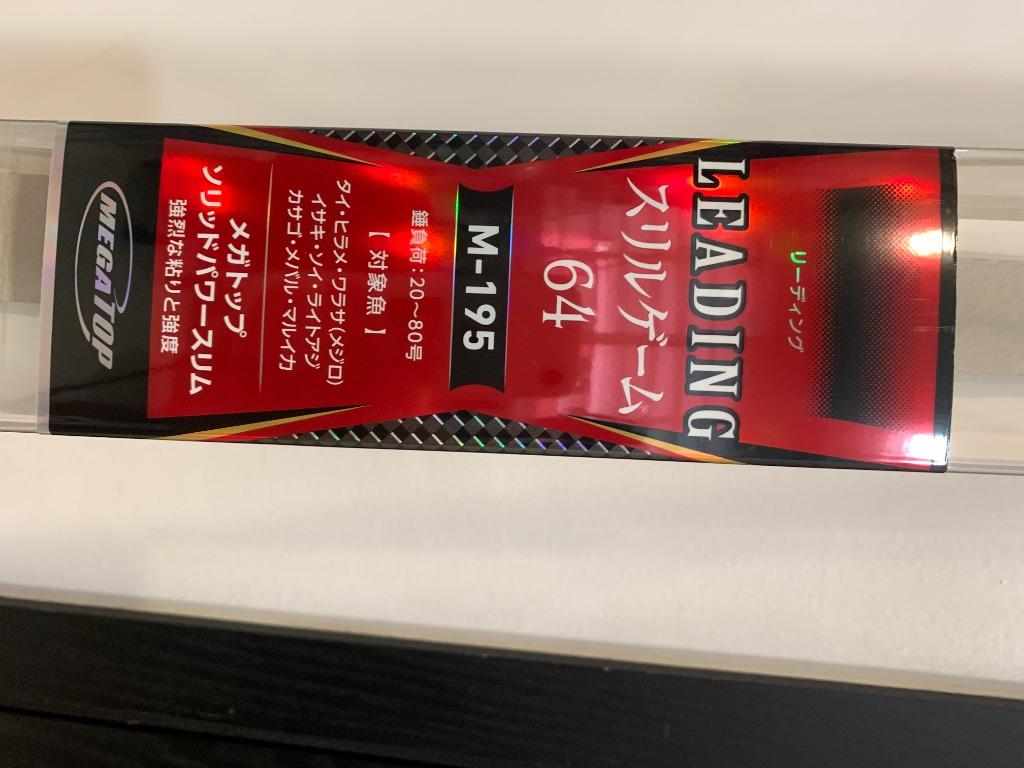 リーディング
LEADING
スリルゲーム
64
M-195
錘負荷:20〜80号
【 対象魚 】
タイ・ヒラメ・ワラサ(メジロ)
イサキ・ソイ・ライトアジ
カサゴ・メバル・マルイカ
メガトップ
ソリッドパワースリム
強烈な粘りと強度
MEGATOP